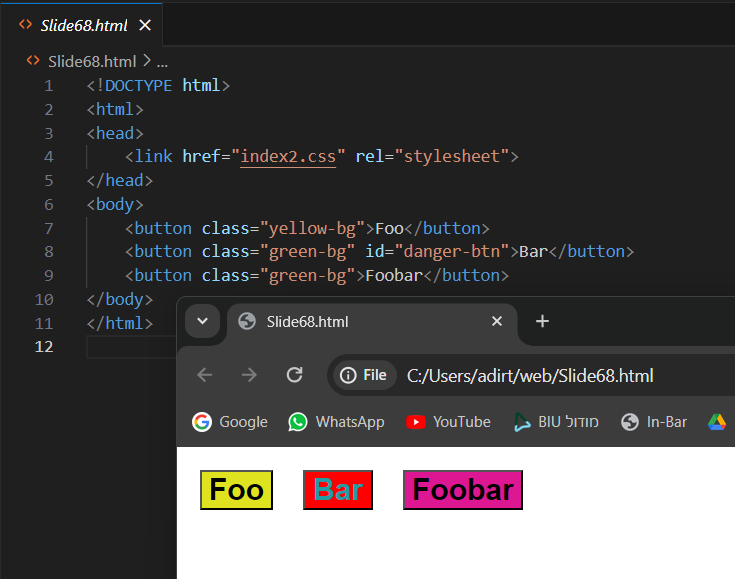 Slide68.html
Slide68.html > ...
1 <!DOCTYPE html>
2 <html>
3 <head>
4 <link href="index2.css" rel="stylesheet">
5 </head>
6 <body>
7 <button class="yellow-bg">Foo</button>
8 <button class="green-bg" id="danger-btn">Bar</button>
9 <button class="green-bg">Foobar</button>
10 </body>
11 </html>
12
Slide68.html
File C:/Users/adirt/web/Slide68.html
Google WhatsApp YouTube BIU מודול In-Bar
Foo Bar Foobar